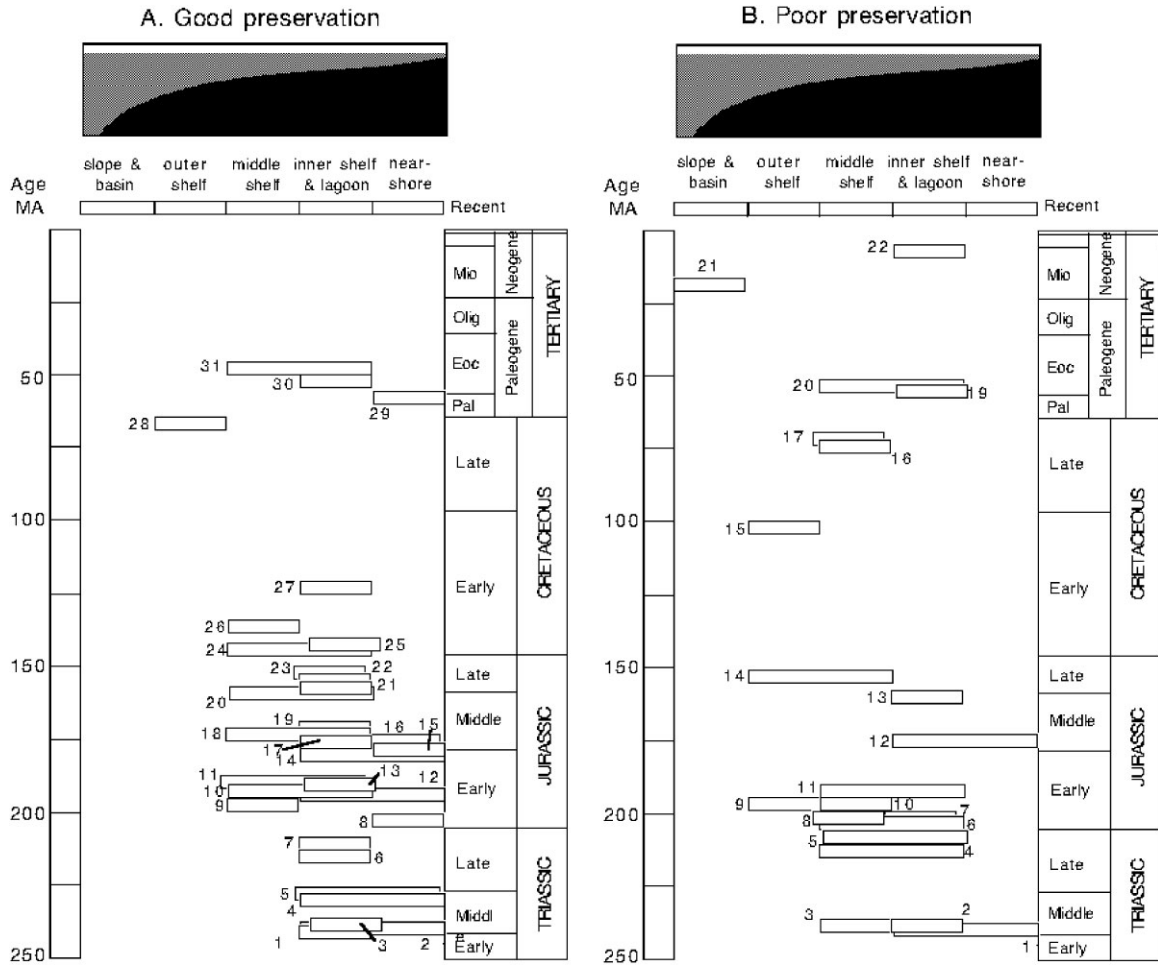 A. Good preservation
slope & basin
outer shelf
middle shelf
inner shelf & lagoon
near-shore
Age MA
Recent
50
100
150
200
250
Mio
Olig
Eoc
Pal
Late
Early
Late
Middle
Early
Late
Middl
Early
Neogene
Paleogene
TERTIARY
CRETACEOUS
JURASSIC
TRIASSIC
31
30
29
28
27
26
25
24
23
22
21
20
19
18
17
16
15
14
13
12
11
10
9
8
7
6
5
4
1
3
2
B. Poor preservation
slope & basin
outer shelf
middle shelf
inner shelf & lagoon
near-shore
Age MA
Recent
50
100
150
200
250
Mio
Olig
Eoc
Pal
Late
Early
Late
Middle
Early
Late
Middle
Early
Neogene
Paleogene
TERTIARY
CRETACEOUS
JURASSIC
TRIASSIC
22
21
20
19
17
16
15
14
13
12
11
9
10
8
7
6
5
4
3
2
1